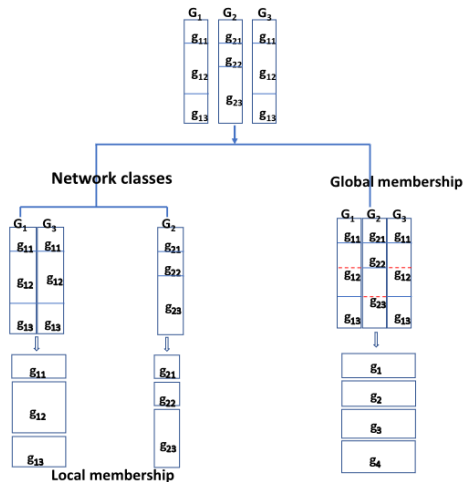 G1 G2 G3
g11 g21 g11
g22
g12 g12
g23
g13 g13
Network classes
Global membership
G1 G3
g11 g11
g12 g12
g13 g13
G2
g21
g22
g23
G1 G2 G3
g11 g21 g11
g22
g12 g12
g23
g13 g13
g11
g12
g13
g21
g22
g23
g1
g2
g3
g4
Local membership